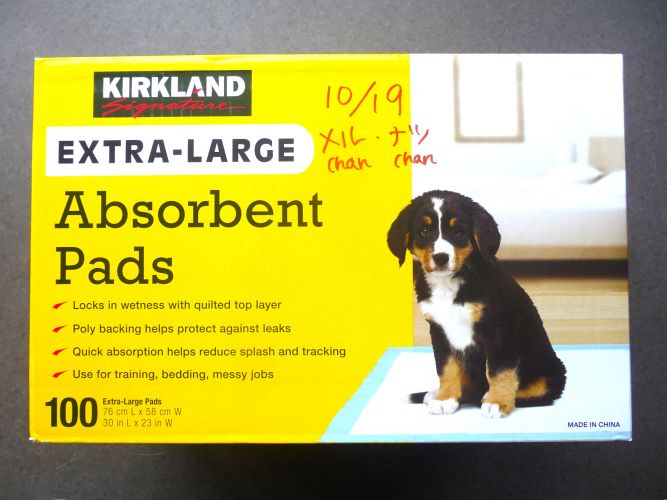 KIRKLAND
Signature
10/19
メル・ナツ
chan chan
EXTRA-LARGE
Absorbent
Pads
Locks in wetness with quilted top layer
Poly backing helps protect against leaks
Quick absorption helps reduce splash and tracking
Use for training, bedding, messy jobs
100 Extra-Large Pads
76 cm L x 58 cm W
30 in L x 23 in W
MADE IN CHINA